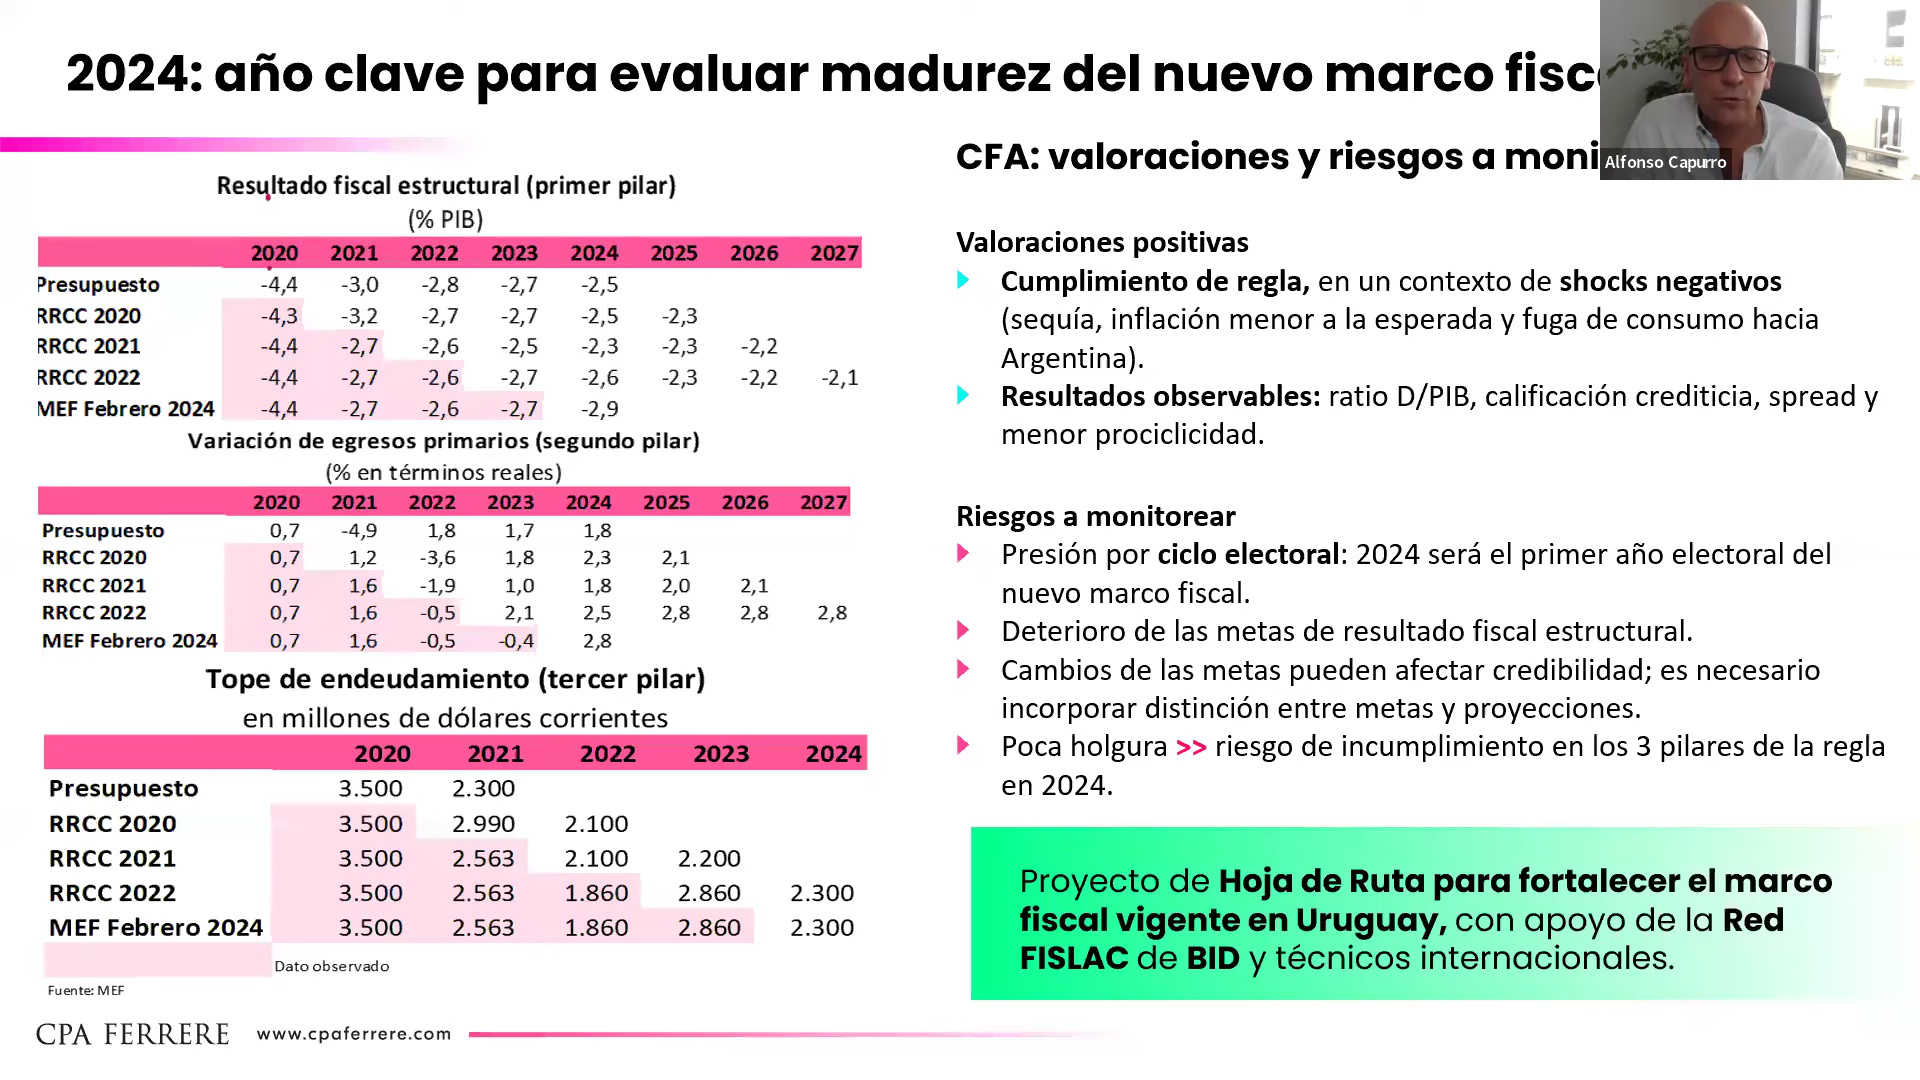 2024: año clave para evaluar madurez del nuevo marco fisc
Alfonso Capurro
Resultado fiscal estructural (primer pilar)
(% PIB)
2020 2021 2022 2023 2024 2025 2026 2027
Presupuesto -4,4 -3,0 -2,8 -2,7 -2,5
RRCC 2020 -4,3 -3,2 -2,7 -2,7 -2,5 -2,3
RRCC 2021 -4,4 -2,7 -2,6 -2,5 -2,3 -2,3 -2,2
RRCC 2022 -4,4 -2,7 -2,6 -2,7 -2,6 -2,3 -2,2 -2,1
MEF Febrero 2024 -4,4 -2,7 -2,6 -2,7 -2,9
Variación de egresos primarios (segundo pilar)
(% en términos reales)
2020 2021 2022 2023 2024 2025 2026 2027
Presupuesto 0,7 -4,9 1,8 1,7 1,8
RRCC 2020 0,7 1,2 -3,6 1,8 2,3 2,1
RRCC 2021 0,7 1,6 -1,9 1,0 1,8 2,0 2,1
RRCC 2022 0,7 1,6 -0,5 2,1 2,5 2,8 2,8 2,8
MEF Febrero 2024 0,7 1,6 -0,5 -0,4 2,8
Tope de endeudamiento (tercer pilar)
en millones de dólares corrientes
2020 2021 2022 2023 2024
Presupuesto 3.500 2.300
RRCC 2020 3.500 2.990 2.100
RRCC 2021 3.500 2.563 2.100 2.200
RRCC 2022 3.500 2.563 1.860 2.860 2.300
MEF Febrero 2024 3.500 2.563 1.860 2.860 2.300
Dato observado
Fuente: MEF
CFA: valoraciones y riesgos a moni
Valoraciones positivas
Cumplimiento de regla, en un contexto de shocks negativos
(sequía, inflación menor a la esperada y fuga de consumo hacia
Argentina).
Resultados observables: ratio D/PIB, calificación crediticia, spread y
menor prociclicidad.
Riesgos a monitorear
Presión por ciclo electoral: 2024 será el primer año electoral del
nuevo marco fiscal.
Deterioro de las metas de resultado fiscal estructural.
Cambios de las metas pueden afectar credibilidad; es necesario
incorporar distinción entre metas y proyecciones.
Poca holgura >> riesgo de incumplimiento en los 3 pilares de la regla
en 2024.
Proyecto de Hoja de Ruta para fortalecer el marco
fiscal vigente en Uruguay, con apoyo de la Red
FISLAC de BID y técnicos internacionales.
CPA FERRERE www.cpaferrere.com